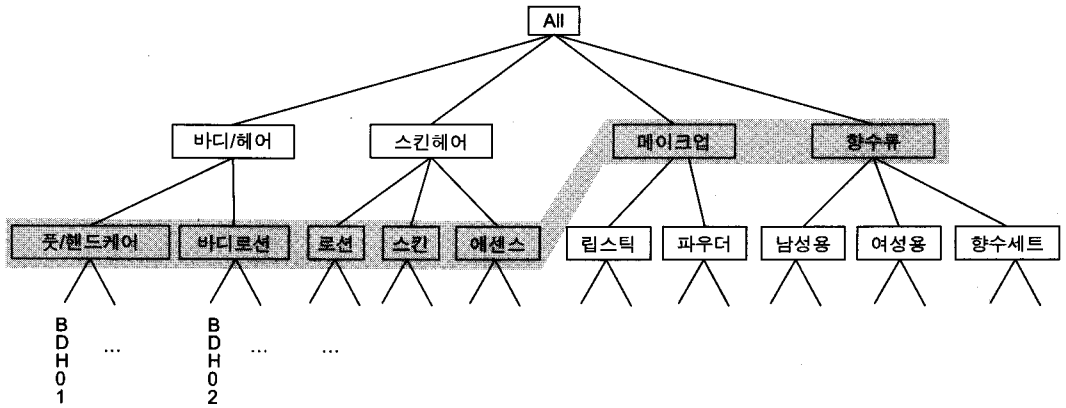 All
바디/헤어 스킨헤어 메이크업 향수류
풋/핸드케어 바디로션 로션 스킨 에센스 립스틱 파우더 남성용 여성용 향수세트
BDH01 ... BDH02 ... ...